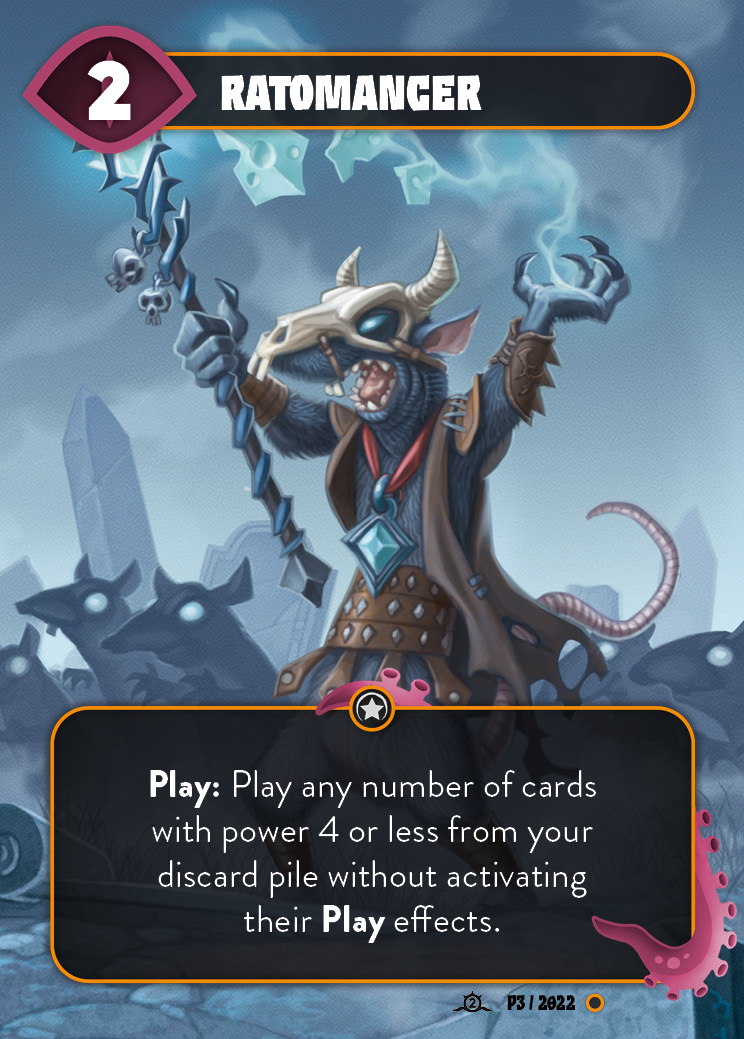 2
RATOMANCER
Play: Play any number of cards
with power 4 or less from your
discard pile without activating
their Play effects.
2 P3 / 2022